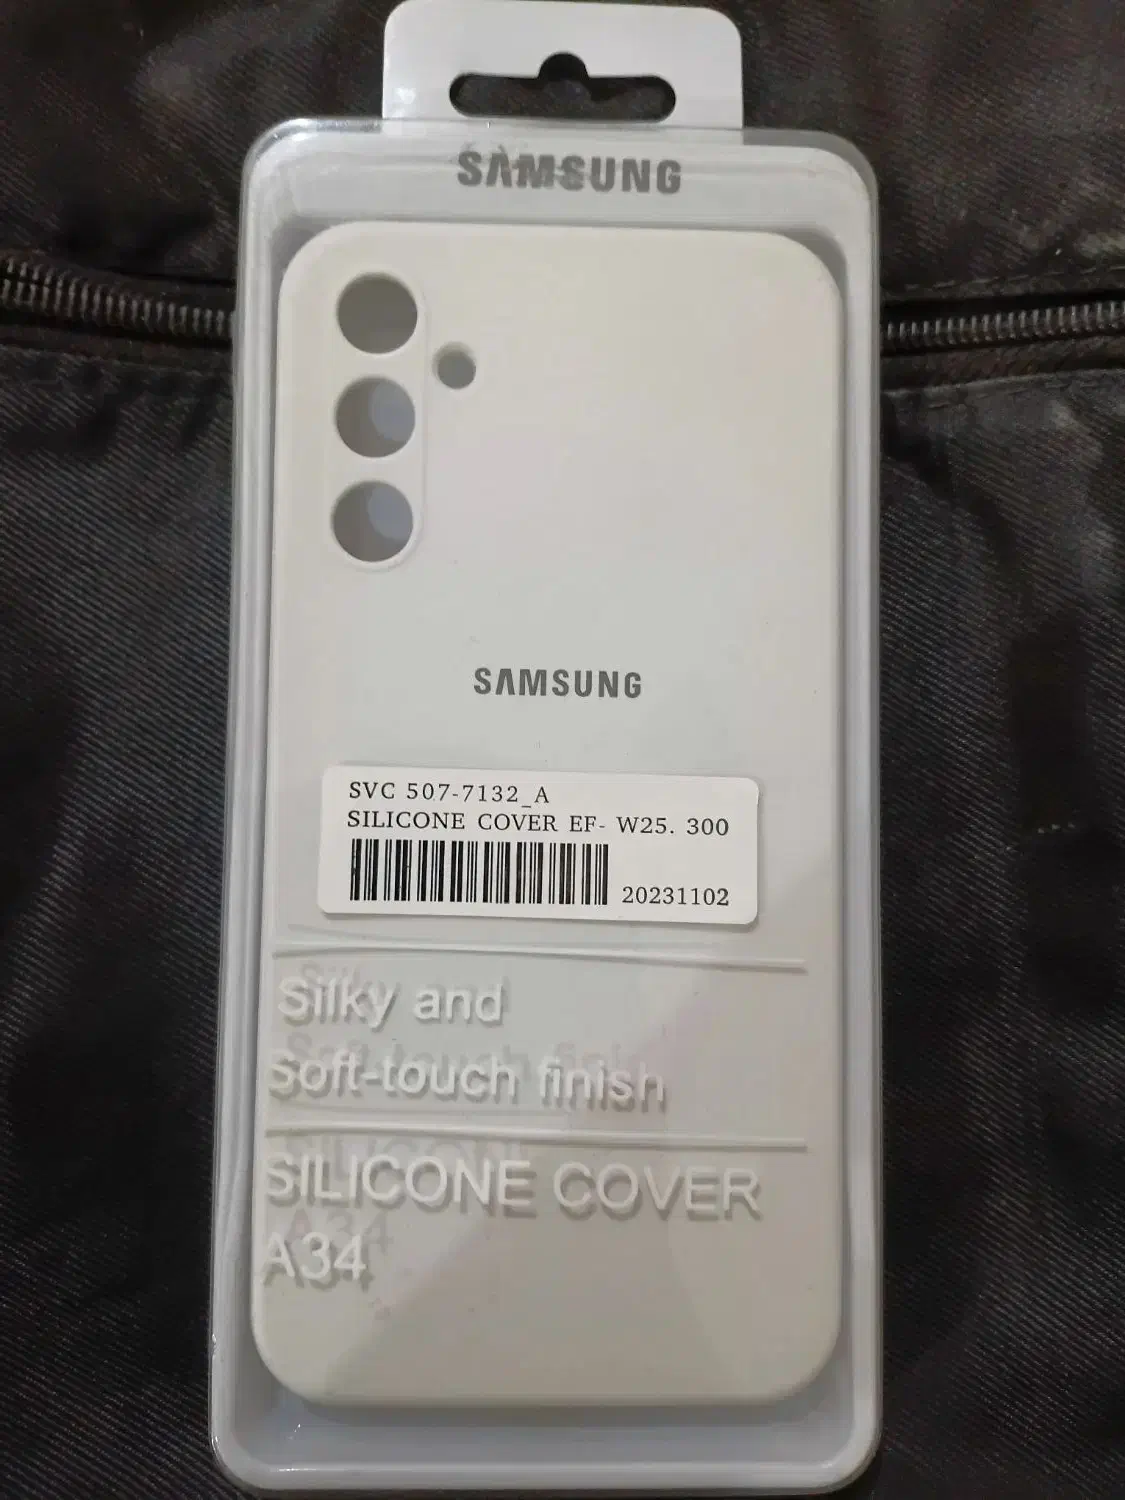 SAMSUNG
SAMSUNG
SVC 507-7132_A
SILICONE COVER EF- W25. 300
20231102
Silky and
Soft-touch finish
SILICONE COVER
A34